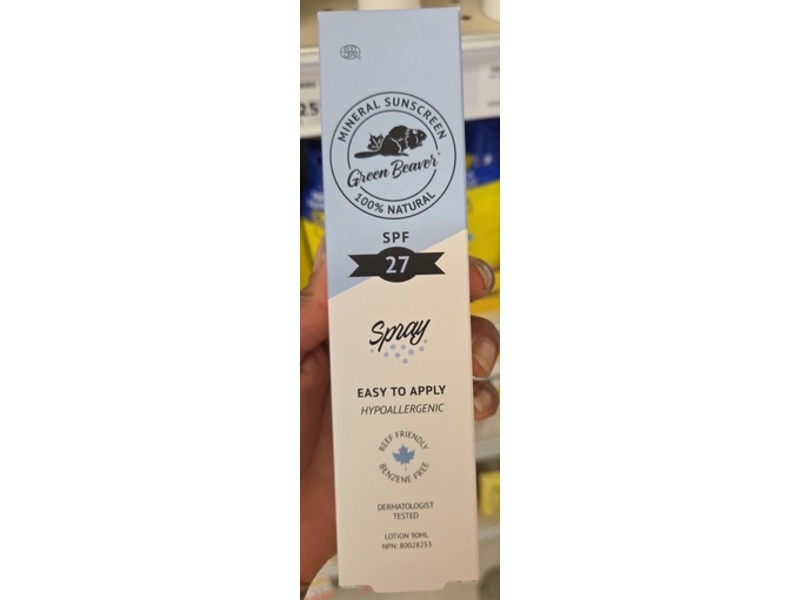 MINERAL SUNSCREEN
Green Beaver
100% NATURAL
SPF
27
Spray
EASY TO APPLY
HYPOALLERGENIC
REEF FRIENDLY
BENZENE FREE
DERMATOLOGIST
TESTED
LOTION 90ML
NPN: 80028253